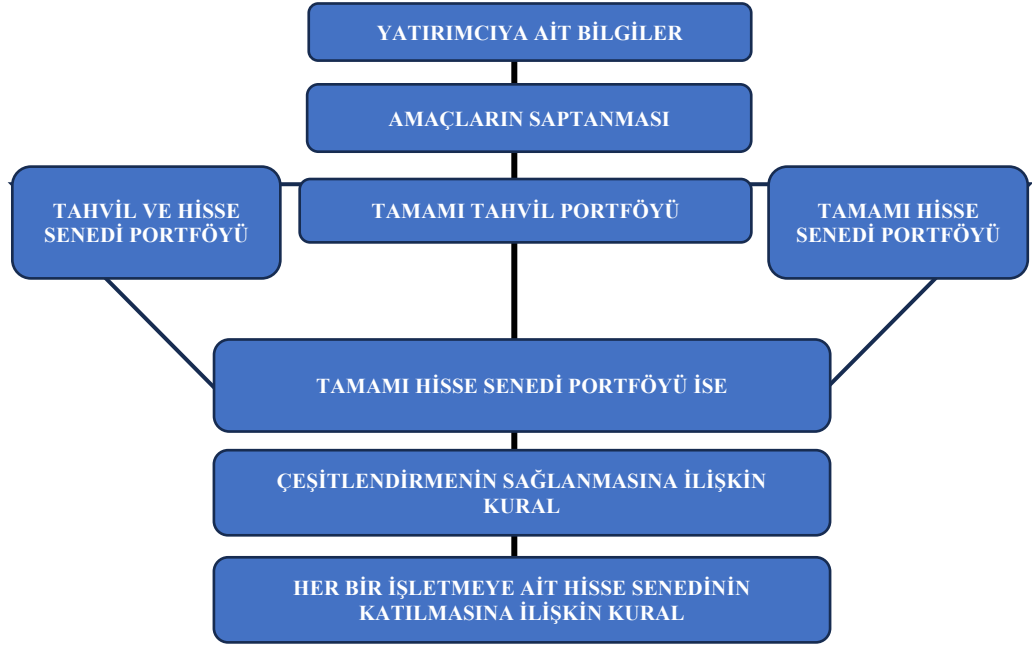 YATIRIMCIYA AİT BİLGİLER
AMAÇLARIN SAPTANMASI
TAHVİL VE HİSSE
SENEDİ PORTFÖYÜ
TAMAMI TAHVİL PORTFÖYÜ
TAMAMI HİSSE
SENEDİ PORTFÖYÜ
TAMAMI HİSSE SENEDİ PORTFÖYÜ İSE
ÇEŞİTLENDİRMENİN SAĞLANMASINA İLİŞKİN
KURAL
HER BİR İŞLETMEYE AİT HİSSE SENEDİNİN
KATILMASINA İLİŞKİN KURAL